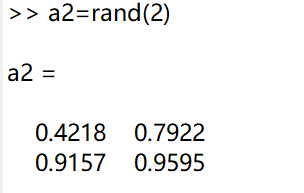 >> a2=rand(2)
a2 =
0.4218 0.7922
0.9157 0.9595